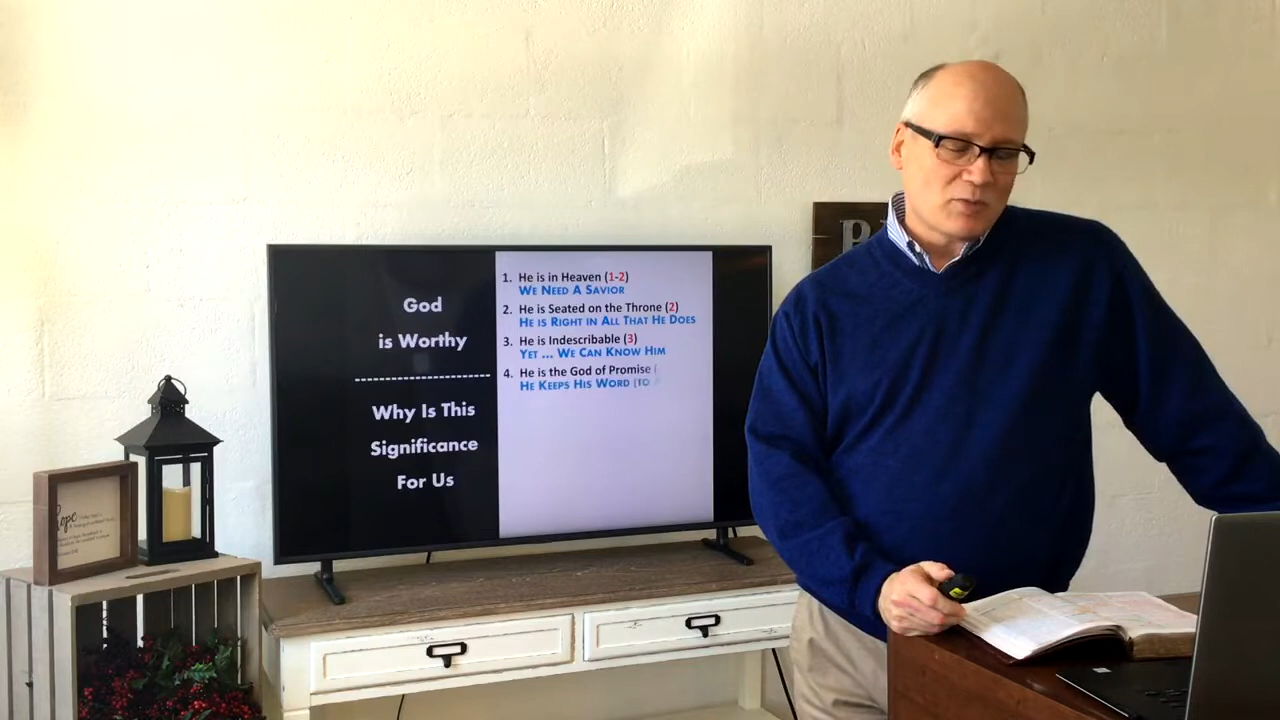 God
is Worthy
Why Is This
Significance
For Us
1. He is in Heaven (1-2)
WE NEED A SAVIOR
2. He is Seated on the Throne (2)
HE IS RIGHT IN ALL THAT HE DOES
3. He is Indescribable (3)
YET ... WE CAN KNOW HIM
4. He is the God of Promise (
HE KEEPS HIS WORD (TO
hope